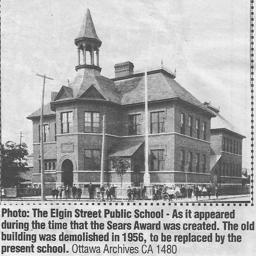 Photo: The Elgin Street Public School - As it appeared
during the time that the Sears Award was created. The old
building was demolished in 1956, to be replaced by the
present school. Ottawa Archives CA 1480